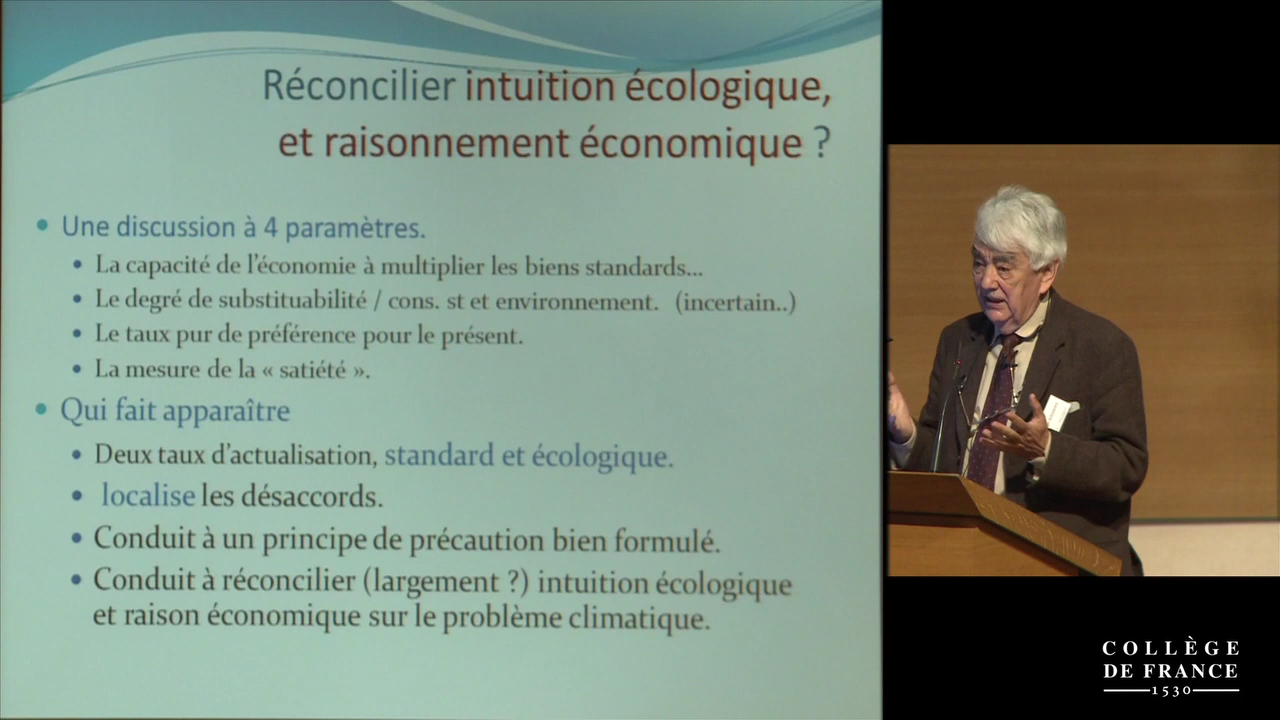 Réconcilier intuition écologique,
et raisonnement économique ?
• Une discussion à 4 paramètres.
• La capacité de l'économie à multiplier les biens standards...
• Le degré de substituabilité / cons. st et environnement. (incertain..)
• Le taux pur de préférence pour le présent.
• La mesure de la « satiété ».
• Qui fait apparaître
• Deux taux d'actualisation, standard et écologique.
• localise les désaccords.
• Conduit à un principe de précaution bien formulé.
• Conduit à réconcilier (largement ?) intuition écologique
et raison économique sur le problème climatique.
COLLÈGE
DE FRANCE
1530